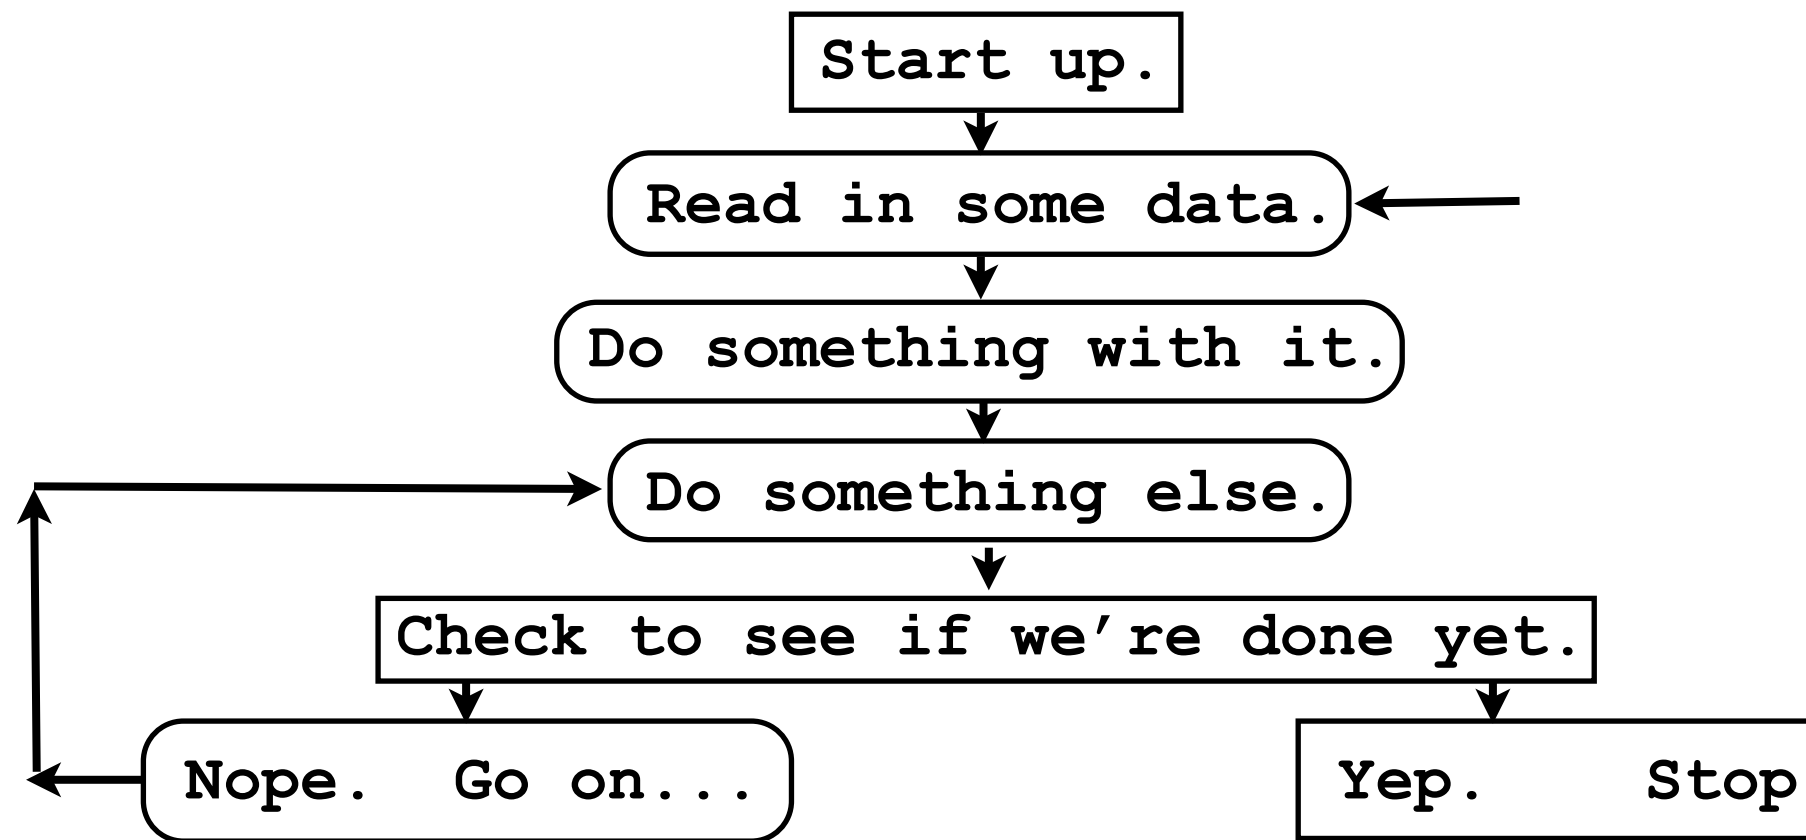 Start up.
Read in some data.
Do something with it.
Do something else.
Check to see if we’re done yet.
Nope. Go on...
Yep. Stop